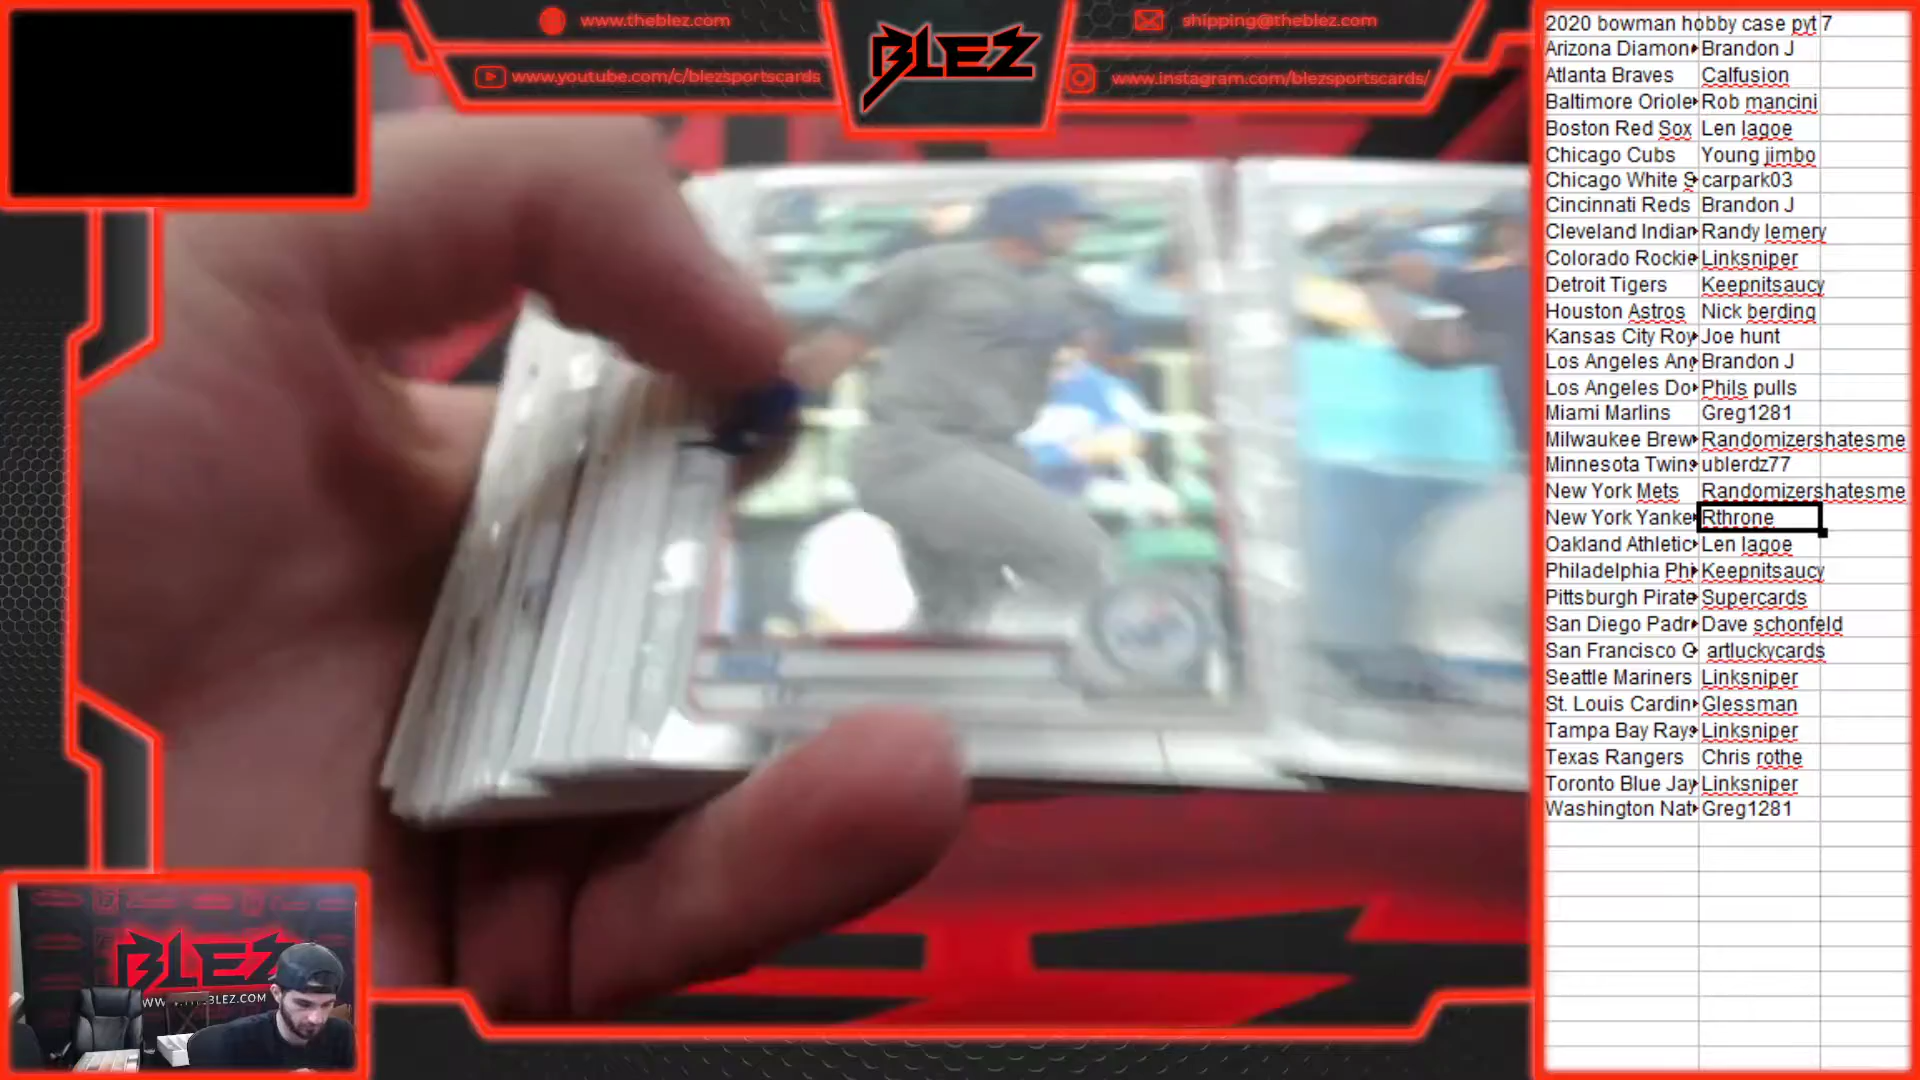 www.theblez.com
BLEZ
shipping@theblez.com
www.youtube.com/c/blezsportscards
www.instagram.com/blezsportscards/
2020 bowman hobby case pyt 7
Arizona Diamon Brandon J
Atlanta Braves Calfusion
Baltimore Oriole Rob mancini
Boston Red Sox Len lagoe
Chicago Cubs Young jimbo
Chicago White S carpark03
Cincinnati Reds Brandon J
Cleveland Indian Randy lemery
Colorado Rockie Linksniper
Detroit Tigers Keepnitsaucy
Houston Astros Nick berding
Kansas City Roy Joe hunt
Los Angeles Ang Brandon J
Los Angeles Do Phils pulls
Miami Marlins Greg1281
Milwaukee Brew Randomizershatesme
Minnesota Twins ublerdz77
New York Mets Randomizershatesme
New York Yanke Rthrone
Oakland Athletic Len lagoe
Philadelphia Phi Keepnitsaucy
Pittsburgh Pirate Supercards
San Diego Padr Dave schonfeld
San Francisco G artluckycards
Seattle Mariners Linksniper
St. Louis Cardin Glessman
Tampa Bay Rays Linksniper
Texas Rangers Chris rothe
Toronto Blue Jay Linksniper
Washington Nat Greg1281
BLEZ